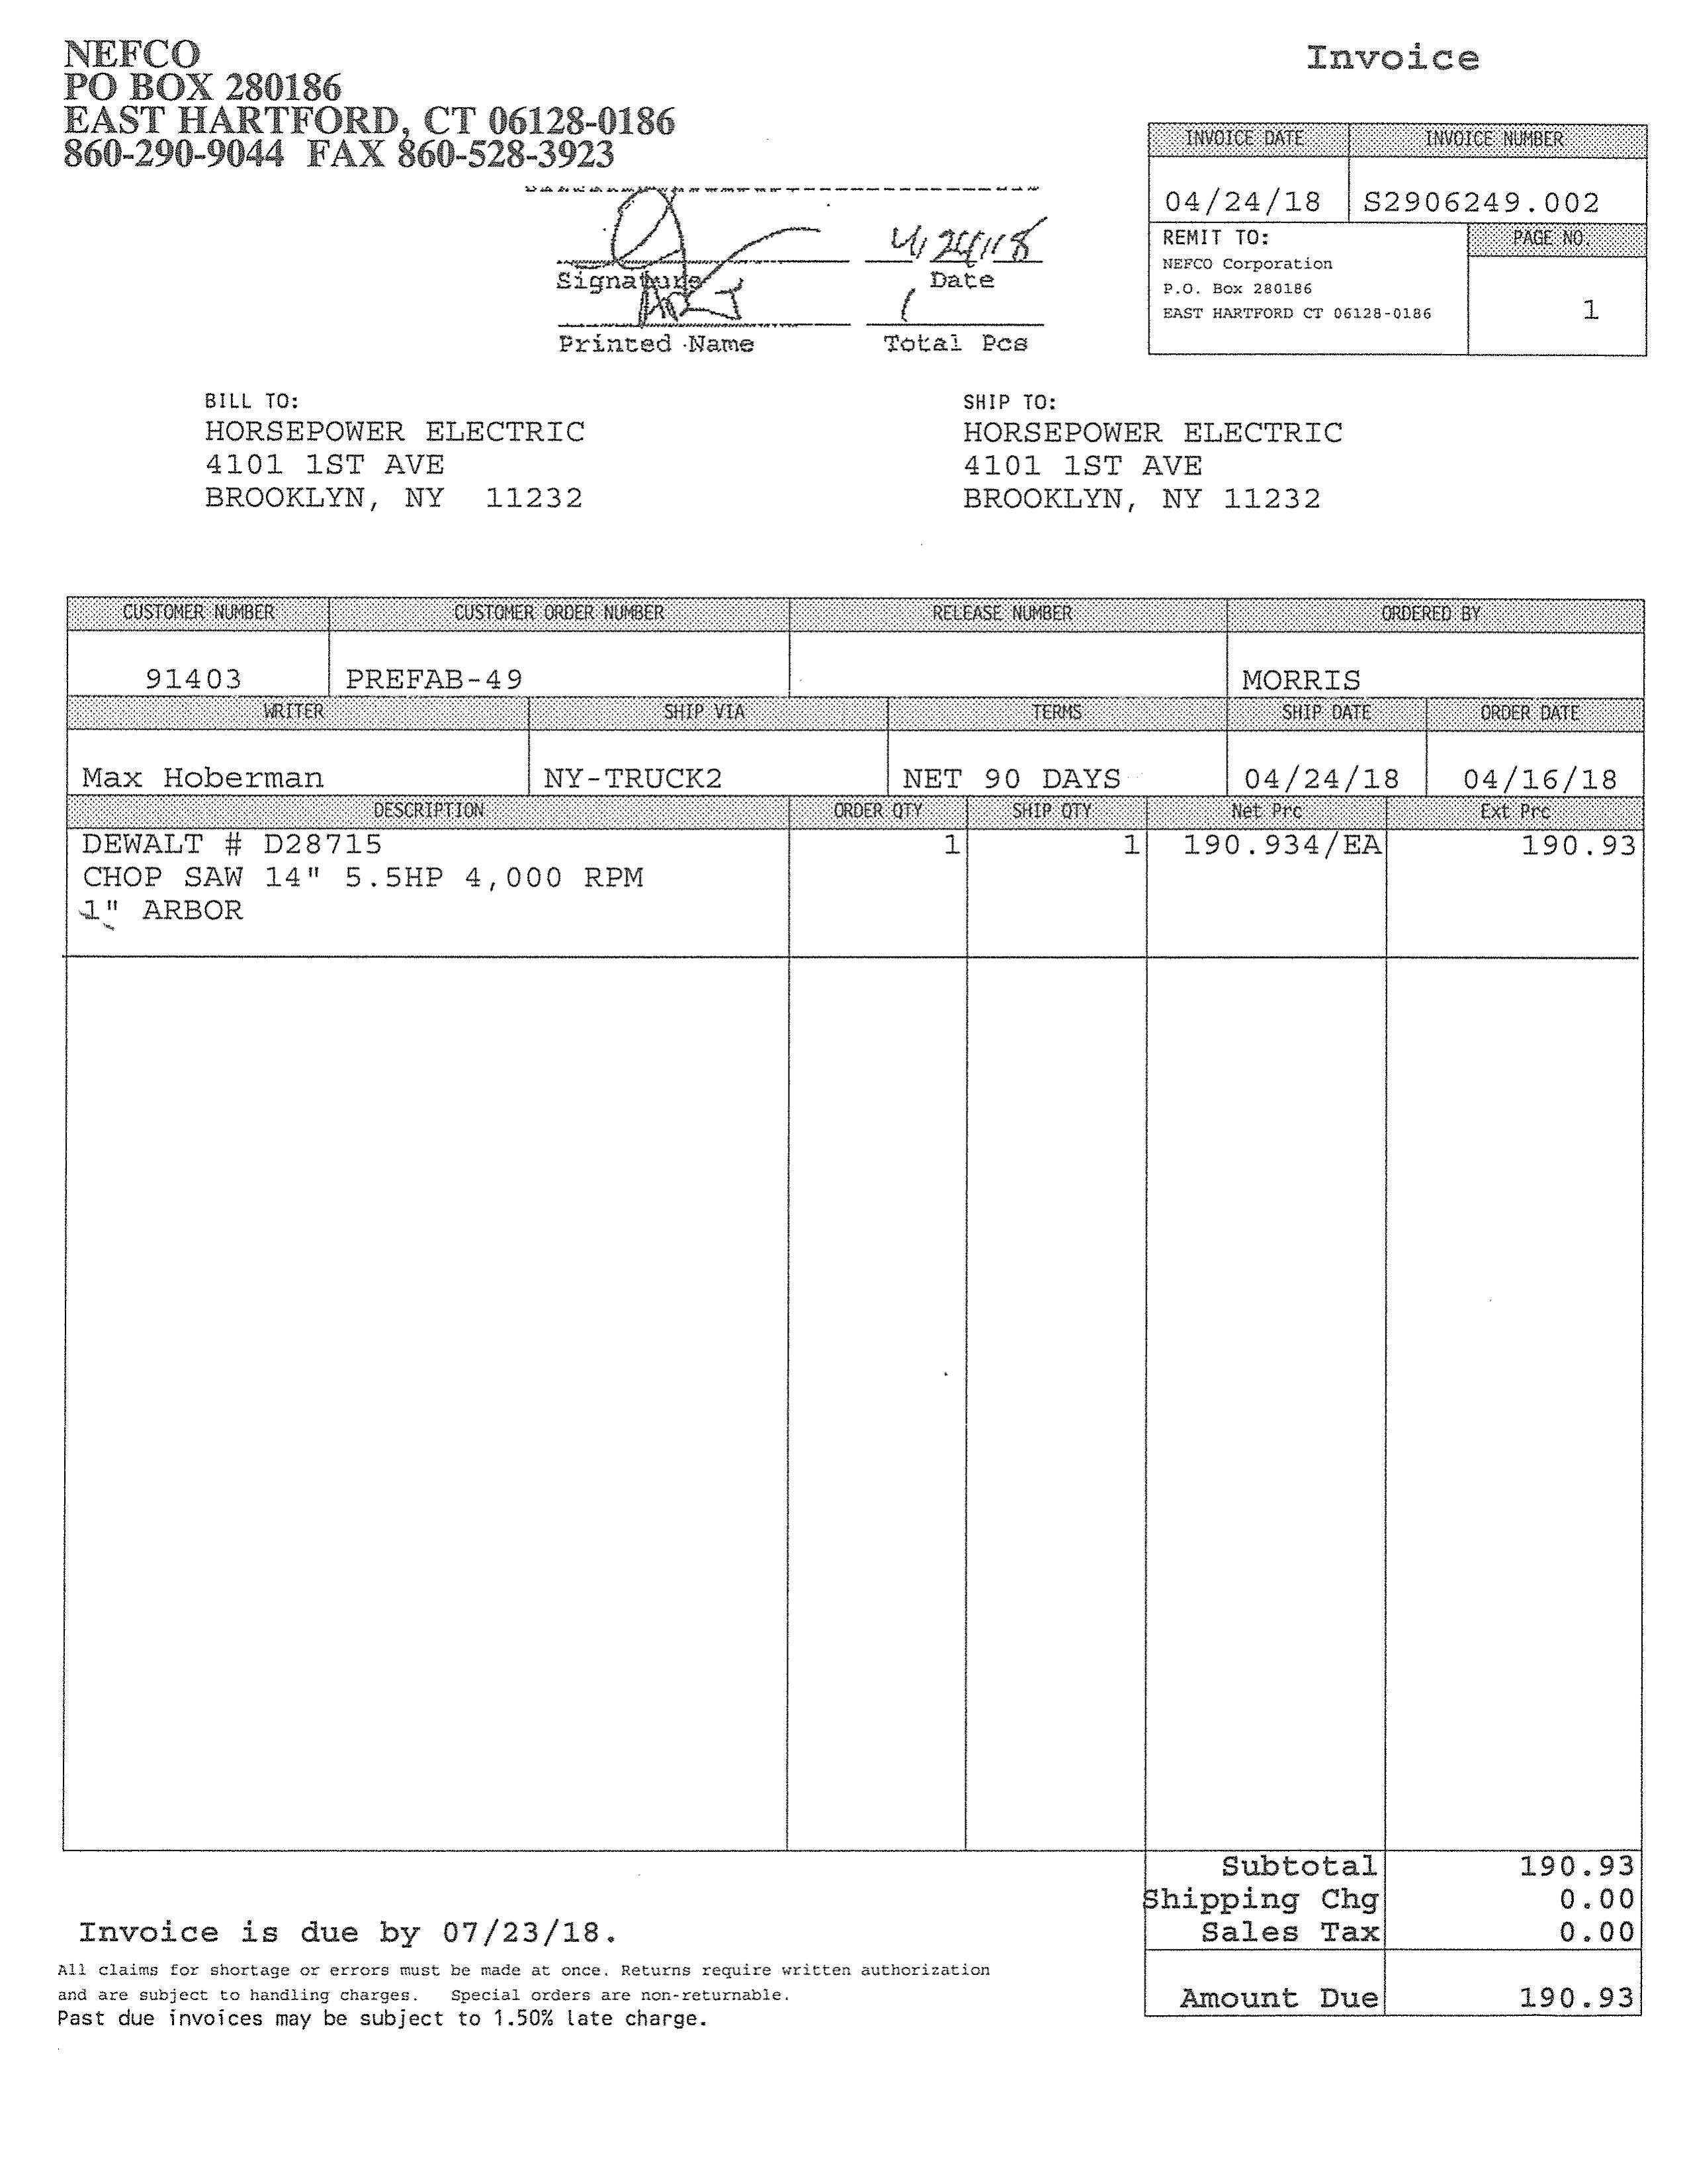 NEFCO
PO BOX 280186
EAST HARTFORD, CT 06128-0186
860-290-9044 FAX 860-528-3923
Invoice
INVOICE DATE INVOICE NUMBER
04/24/18 S2906249.002
REMIT TO: PAGE NO.
NEFCO Corporation
P.O. Box 280186
EAST HARTFORD CT 06128-0186
1
4/24/18
Signature Date
1
Printed Name Total Pcs
BILL TO:
HORSEPOWER ELECTRIC
4101 1ST AVE
BROOKLYN, NY 11232
SHIP TO:
HORSEPOWER ELECTRIC
4101 1ST AVE
BROOKLYN, NY 11232
CUSTOMER NUMBER CUSTOMER ORDER NUMBER RELEASE NUMBER ORDERED BY
91403 PREFAB-49 MORRIS
WRITER SHIP VIA TERMS SHIP DATE ORDER DATE
Max Hoberman NY-TRUCK2 NET 90 DAYS 04/24/18 04/16/18
DESCRIPTION ORDER QTY SHIP QTY Net Prc Ext Prc
DEWALT # D28715 1 1 190.934/EA 190.93
CHOP SAW 14" 5.5HP 4,000 RPM
1" ARBOR
Subtotal 190.93
Shipping Chg 0.00
Sales Tax 0.00
Amount Due 190.93
Invoice is due by 07/23/18.
All claims for shortage or errors must be made at once. Returns require written authorization
and are subject to handling charges. Special orders are non-returnable.
Past due invoices may be subject to 1.50% late charge.